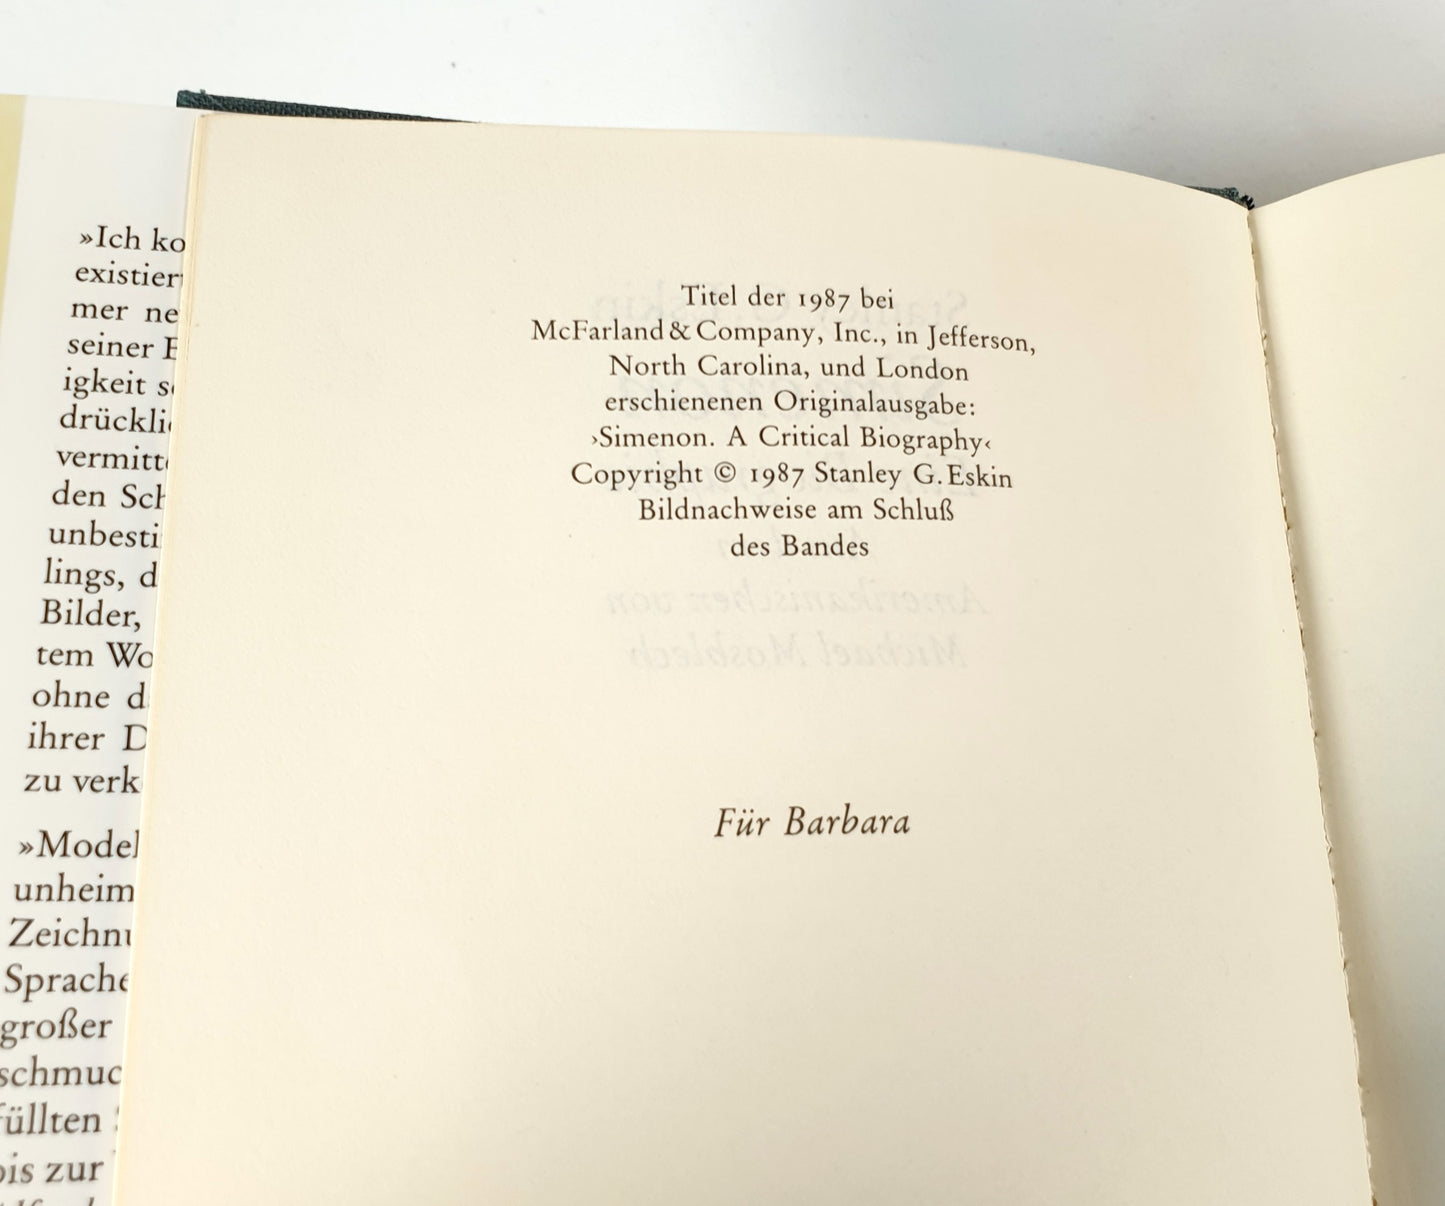 »Ich ko
existier
mer ne
seiner
igkeit
drückli
vermitt
den Sch
unbesti
lings, d
Bilder,
tem Wo
ohne d
ihrer D
zu verk
»Model
unheim
Zeichnu
Sprache
großer
schmuc
füllten
bis zur
Titel der 1987 bei
McFarland & Company, Inc., in Jefferson,
North Carolina, und London
erschienenen Originalausgabe:
›Simenon. A Critical Biography‹
Copyright © 1987 Stanley G. Eskin
Bildnachweise am Schluß
des Bandes
Für Barbara